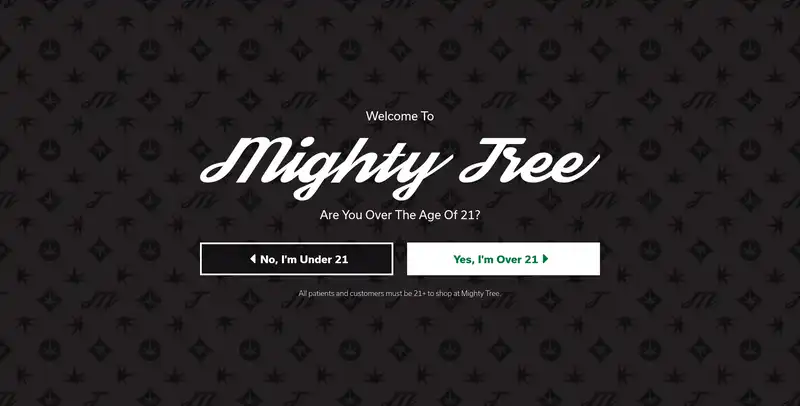 Welcome To
Mighty Tree
Are You Over The Age Of 21?
No, I'm Under 21
Yes, I'm Over 21
All patients and customers must be 21+ to shop at Mighty Tree.